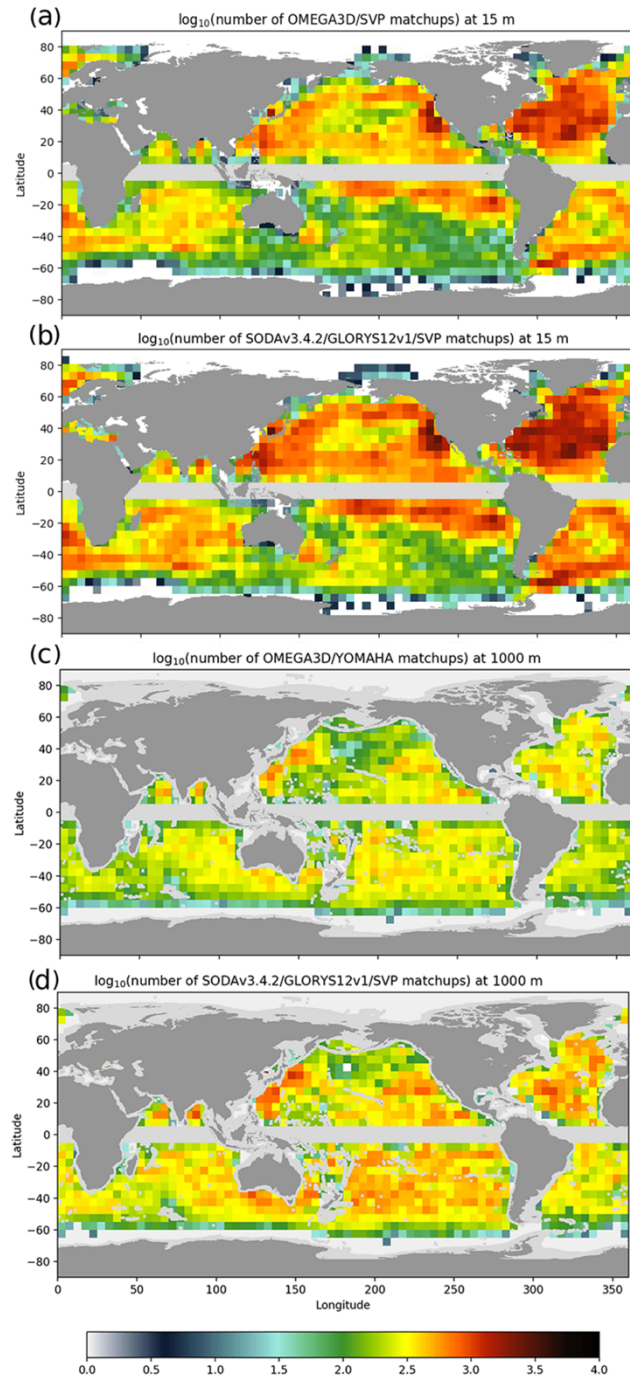 (a)
log₁₀(number of OMEGA3D/SVP matchups) at 15 m
80
60
40
20
0
−20
−40
−60
−80
Latitude
(b)
log₁₀(number of SODAv3.4.2/GLORYS12v1/SVP matchups) at 15 m
80
60
40
20
0
−20
−40
−60
−80
Latitude
(c)
log₁₀(number of OMEGA3D/YOMAHA matchups) at 1000 m
80
60
40
20
0
−20
−40
−60
−80
Latitude
(d)
log₁₀(number of SODAv3.4.2/GLORYS12v1/SVP matchups) at 1000 m
80
60
40
20
0
−20
−40
−60
−80
Latitude
0 50 100 150 200 250 300 350
Longitude
0.0 0.5 1.0 1.5 2.0 2.5 3.0 3.5 4.0